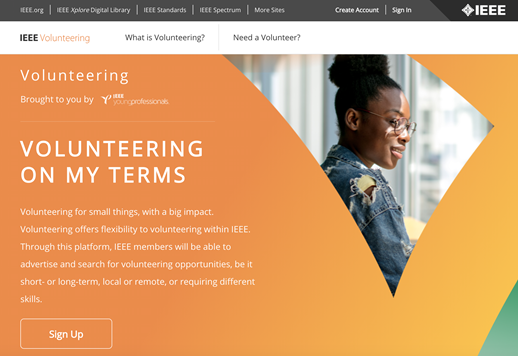 IEEE.org | IEEE Xplore Digital Library | IEEE Standards | IEEE Spectrum | More Sites
Create Account | Sign In
IEEE
IEEE Volunteering
What is Volunteering?
Need a Volunteer?
Volunteering
Brought to you by IEEE youngprofessionals
VOLUNTEERING
ON MY TERMS
Volunteering for small things, with a big impact.
Volunteering offers flexibility to volunteering within IEEE.
Through this platform, IEEE members will be able to
advertise and search for volunteering opportunities, be it
short- or long-term, local or remote, or requiring different
skills.
Sign Up